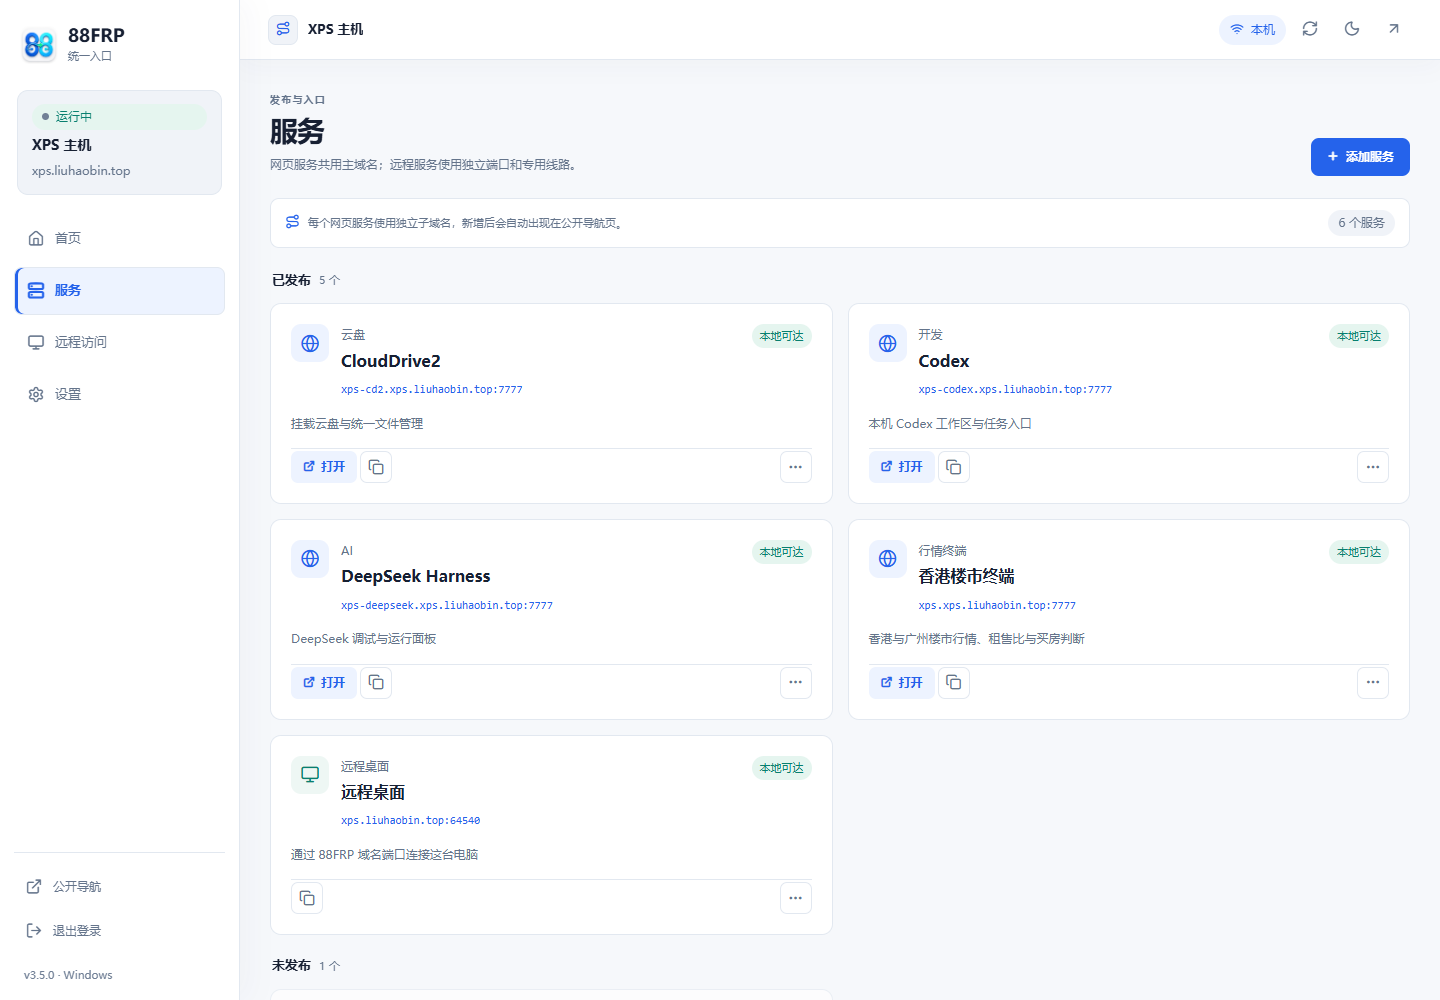 88FRP
统一入口
运行中
XPS 主机
xps.liuhaobin.top
首页
服务
远程访问
设置
公开导航
退出登录
v3.5.0 · Windows
XPS 主机
本机
发布与入口
服务
网页服务共用主域名；远程服务使用独立端口和专用线路。
添加服务
每个网页服务使用独立子域名，新增后会自动出现在公开导航页。
6 个服务
已发布 5 个
云盘
本地可达
CloudDrive2
xps-cd2.xps.liuhaobin.top:7777
挂载云盘与统一文件管理
打开
开发
本地可达
Codex
xps-codex.xps.liuhaobin.top:7777
本机 Codex 工作区与任务入口
打开
AI
本地可达
DeepSeek Harness
xps-deepseek.xps.liuhaobin.top:7777
DeepSeek 调试与运行面板
打开
行情终端
本地可达
香港楼市终端
xps.xps.liuhaobin.top:7777
香港与广州楼市行情、租售比与买房判断
打开
远程桌面
本地可达
远程桌面
xps.liuhaobin.top:64540
通过 88FRP 域名端口连接这台电脑
未发布 1 个